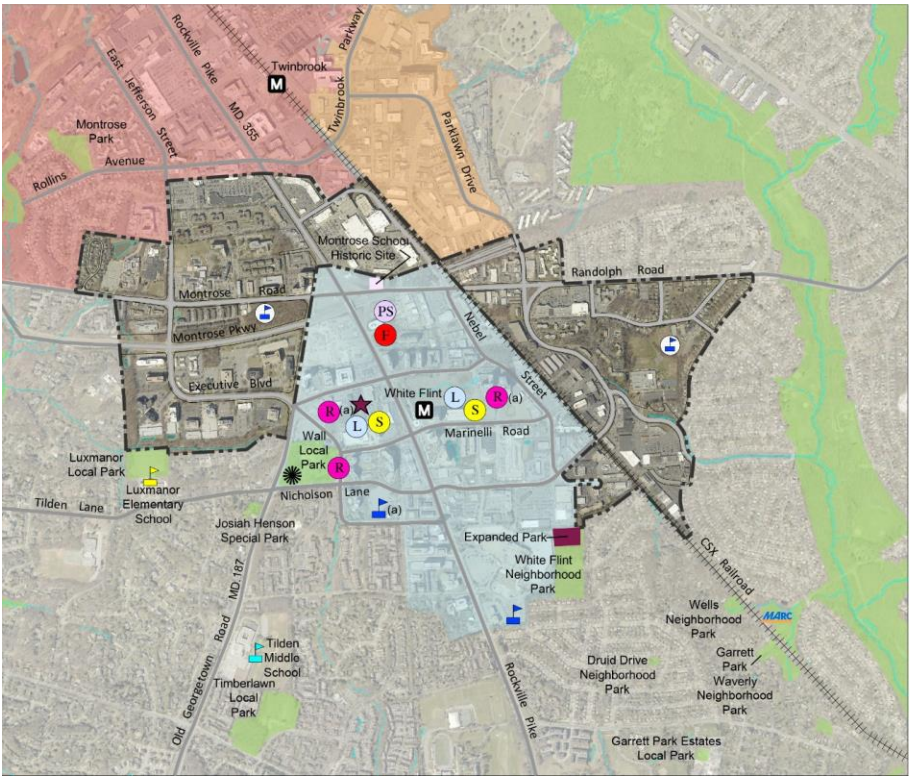 Twinbrook
M
Twinbrook Parkway
Rockville Pike MD 355
East Jefferson Street
Montrose
Park
Rollins Avenue
Parklawn Drive
Montrose School
Historic Site
Randolph Road
Montrose Road
PS
F
Montrose Pkwy
Nebel Street
Executive Blvd
White Flint
M
L
R (a)
S
R (a)
L
S
Marinelli Road
Wall
Local
Park
R
Luxmanor
Local Park
Luxmanor
Elementary
School
Tilden Lane
Nicholson Lane
(a)
Josiah Henson
Special Park
Expanded Park
White Flint
Neighborhood
Park
CSX Railroad
Old Georgetown Road MD.187
Wells
Neighborhood
Park
MARC
Garrett
Park
Waverly
Neighborhood
Park
Tilden
Middle
School
Timberlawn
Local
Park
Rockville Pike
Druid Drive
Neighborhood
Park
Garrett Park Estates
Local Park